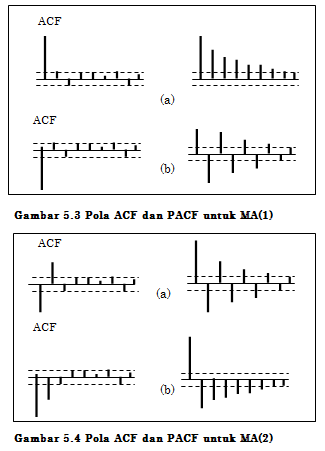 ACF
(a)
ACF
(b)
Gambar 5.3 Pola ACF dan PACF untuk MA(1)
ACF
(a)
ACF
(b)
Gambar 5.4 Pola ACF dan PACF untuk MA(2)